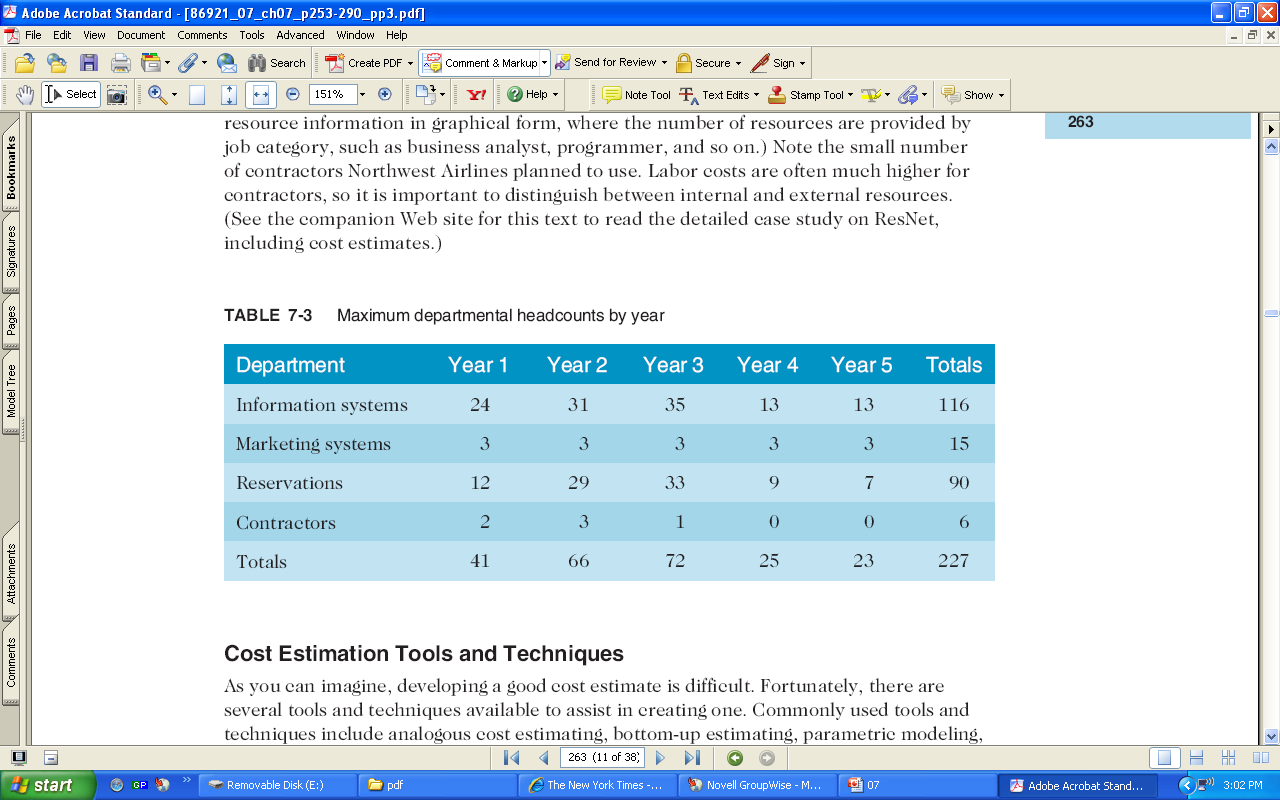 Adobe Acrobat Standard - [86921_07_ch07_p253-290_pp3.pdf]
File Edit View Document Comments Tools Advanced Window Help
Search Create PDF Comment & Markup Send for Review Secure Sign
Select 151% Y! Help Note Tool Text Edits Stamp Tool Show
Bookmarks
Signatures
Pages
Model Tree
Attachments
Comments
resource information in graphical form, where the number of resources are provided by
263
job category, such as business analyst, programmer, and so on.) Note the small number
of contractors Northwest Airlines planned to use. Labor costs are often much higher for
contractors, so it is important to distinguish between internal and external resources.
(See the companion Web site for this text to read the detailed case study on ResNet,
including cost estimates.)
TABLE 7-3 Maximum departmental headcounts by year
Department Year 1 Year 2 Year 3 Year 4 Year 5 Totals
Information systems 24 31 35 13 13 116
Marketing systems 3 3 3 3 3 15
Reservations 12 29 33 9 7 90
Contractors 2 3 1 0 0 6
Totals 41 66 72 25 23 227
Cost Estimation Tools and Techniques
As you can imagine, developing a good cost estimate is difficult. Fortunately, there are
several tools and techniques available to assist in creating one. Commonly used tools and
techniques include analogous cost estimating, bottom-up estimating, parametric modeling,
263 (11 of 38)
start GP » Removable Disk (E:) pdf The New York Times -... Novell GroupWise - M... 07 Adobe Acrobat Stand... 3:02 PM